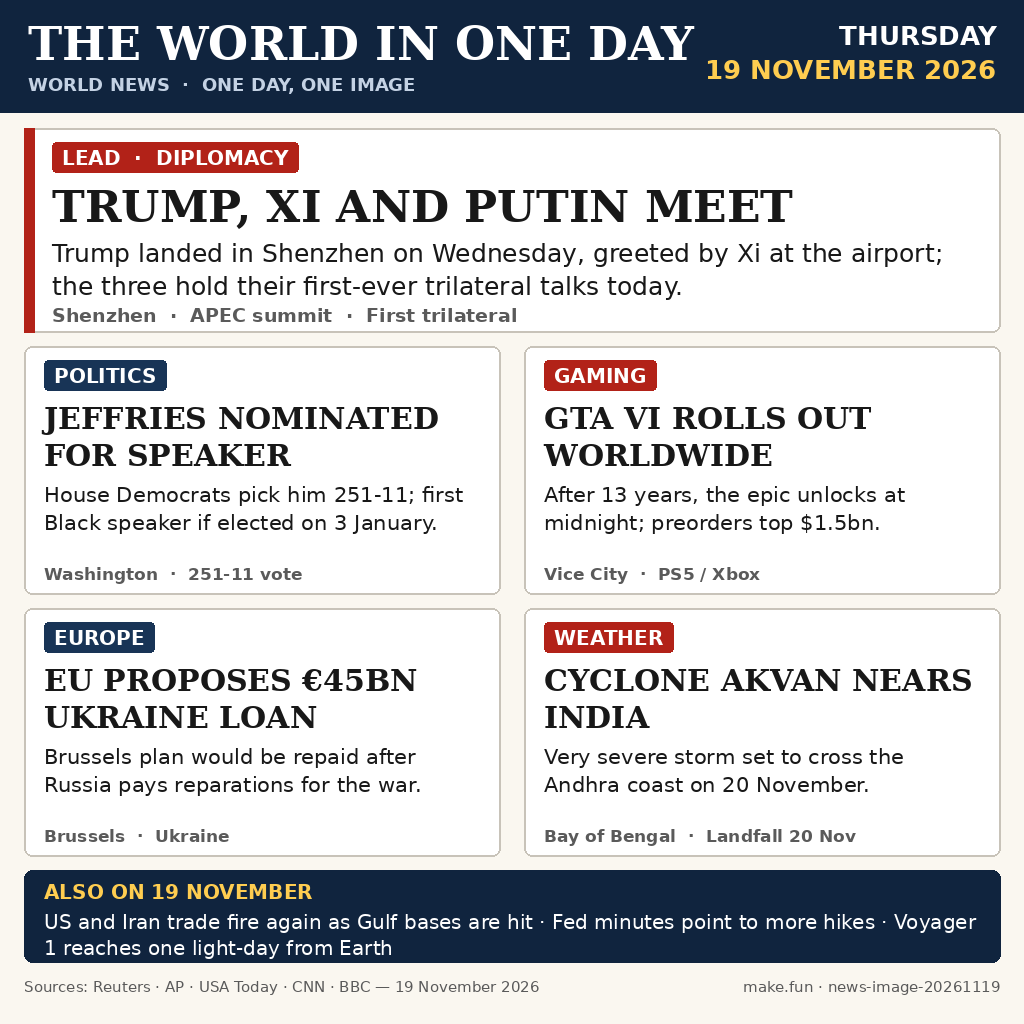 THE WORLD IN ONE DAY
WORLD NEWS · ONE DAY, ONE IMAGE
THURSDAY
19 NOVEMBER 2026
LEAD · DIPLOMACY
TRUMP, XI AND PUTIN MEET
Trump landed in Shenzhen on Wednesday, greeted by Xi at the airport;
the three hold their first-ever trilateral talks today.
Shenzhen · APEC summit · First trilateral
POLITICS
JEFFRIES NOMINATED
FOR SPEAKER
House Democrats pick him 251-11; first
Black speaker if elected on 3 January.
Washington · 251-11 vote
GAMING
GTA VI ROLLS OUT
WORLDWIDE
After 13 years, the epic unlocks at
midnight; preorders top $1.5bn.
Vice City · PS5 / Xbox
EUROPE
EU PROPOSES €45BN
UKRAINE LOAN
Brussels plan would be repaid after
Russia pays reparations for the war.
Brussels · Ukraine
WEATHER
CYCLONE AKVAN NEARS
INDIA
Very severe storm set to cross the
Andhra coast on 20 November.
Bay of Bengal · Landfall 20 Nov
ALSO ON 19 NOVEMBER
US and Iran trade fire again as Gulf bases are hit · Fed minutes point to more hikes · Voyager
1 reaches one light-day from Earth
Sources: Reuters · AP · USA Today · CNN · BBC — 19 November 2026
make.fun · news-image-20261119